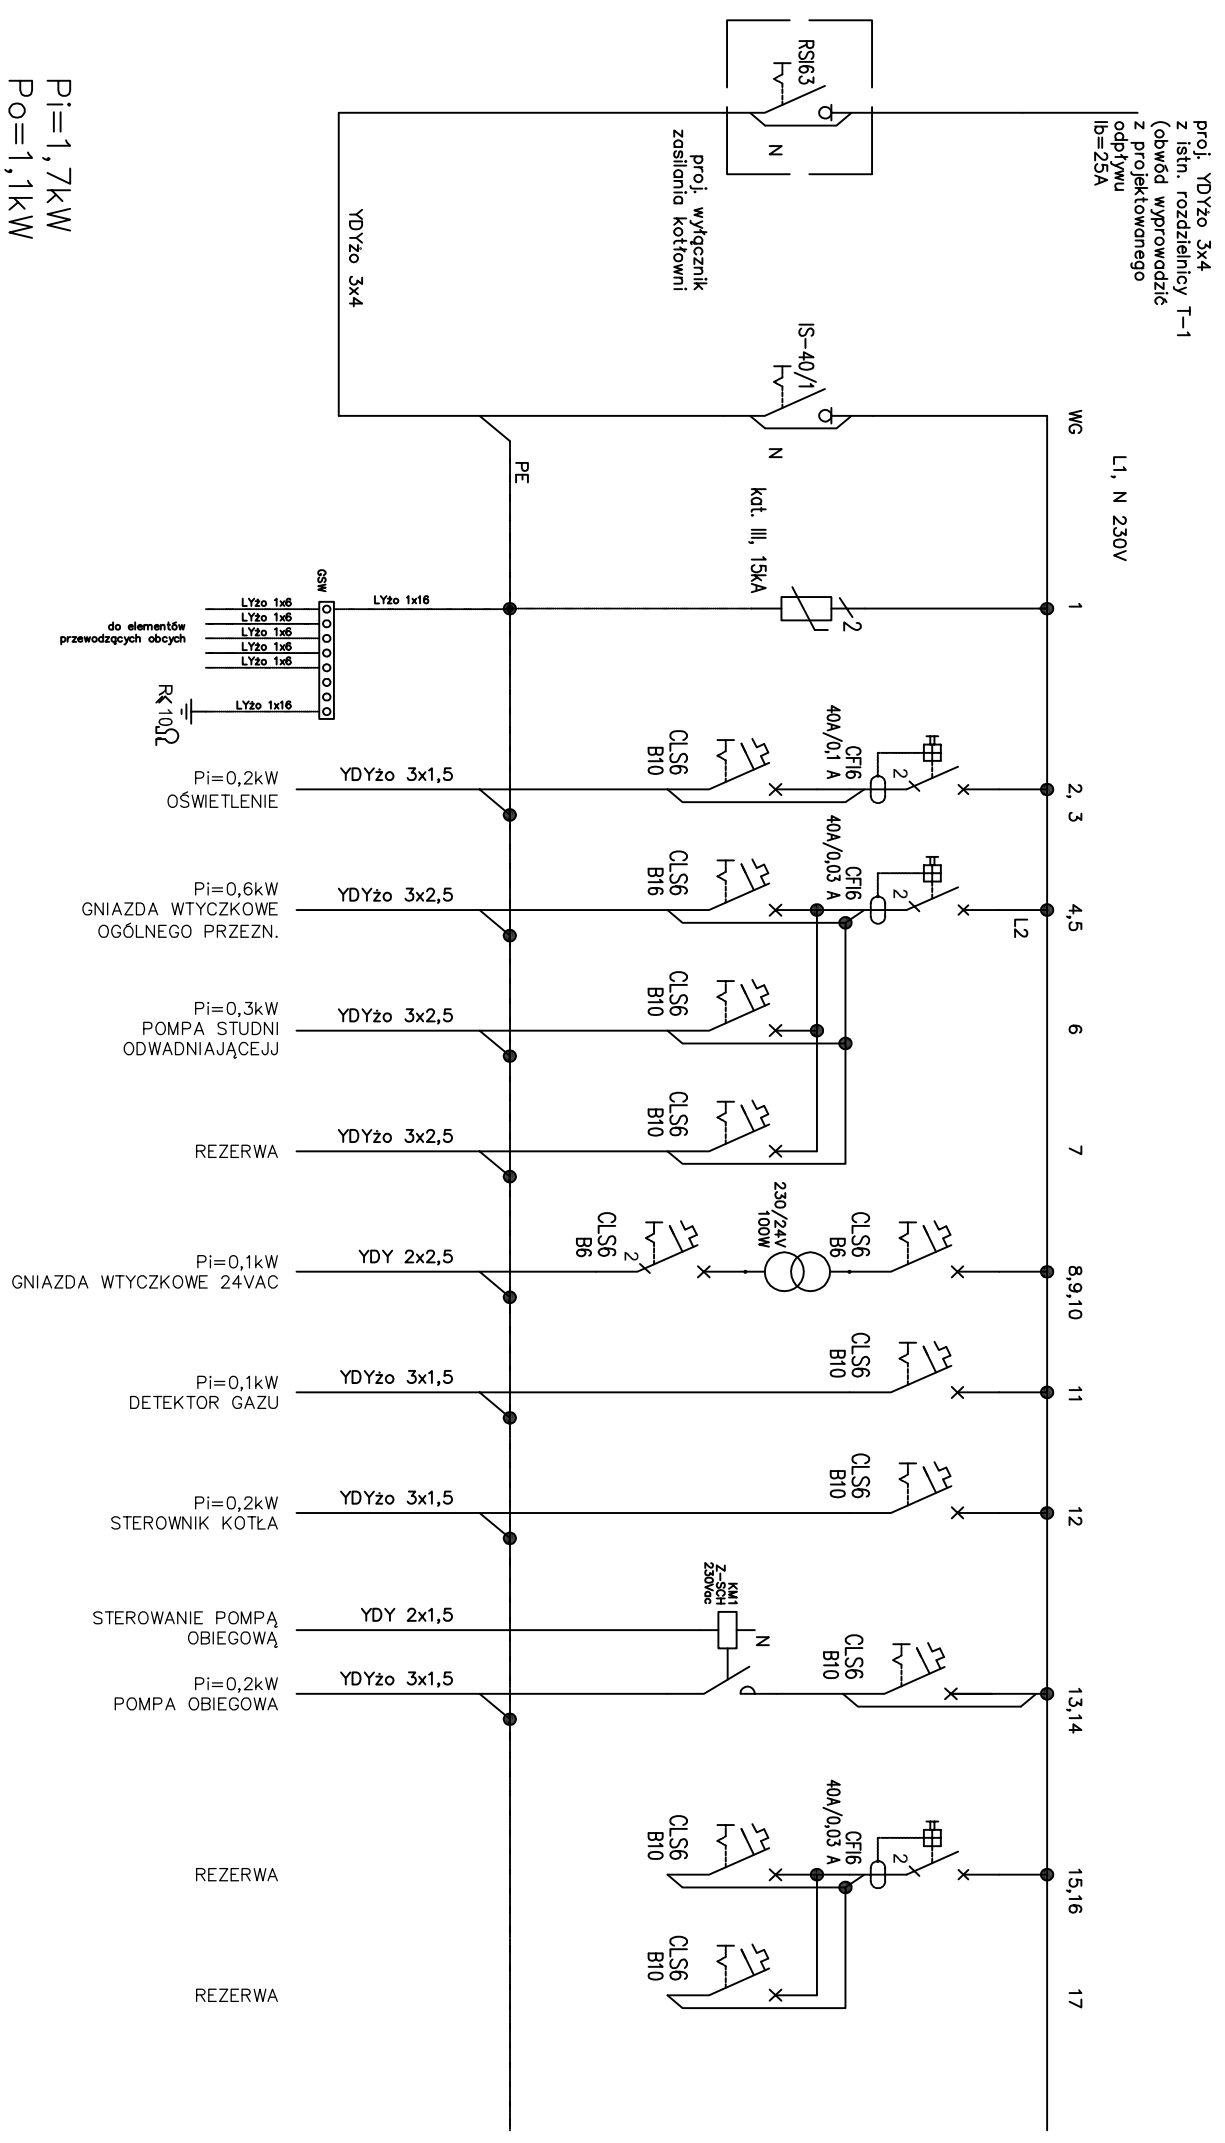 proj. YDYżo 3x4
z istn. rozdzielnicy T-1
(obwód wyprowadzić
z projektowanego
odpływu
Ib=25A
RSI63
N
proj. wyłącznik
zasilania kotłowni
YDYżo 3x4
Pi=1,7kW
Po=1,1kW
WG
L1, N 230V
IS-40/1
N
PE
1
kat. III, 15kA
2
LYżo 1x16
GSW
LYżo 1x6
LYżo 1x6
LYżo 1x6
LYżo 1x6
LYżo 1x6
do elementów
przewodzących obcych
LYżo 1x16
R<10Ω
2, 3
CFI6
40A/0,1 A
2
CLS6
B10
YDYżo 3x1,5
Pi=0,2kW
OŚWIETLENIE
4,5
L2
CFI6
40A/0,03 A
2
CLS6
B16
YDYżo 3x2,5
Pi=0,6kW
GNIAZDA WTYCZKOWE
OGÓLNEGO PRZEZN.
6
CLS6
B10
YDYżo 3x2,5
Pi=0,3kW
POMPA STUDNI
ODWADNIAJĄCEJJ
7
CLS6
B10
YDYżo 3x2,5
REZERWA
8,9,10
CLS6
B6
230/24V
100W
CLS6
B6
2
YDY 2x2,5
Pi=0,1kW
GNIAZDA WTYCZKOWE 24VAC
11
CLS6
B10
YDYżo 3x1,5
Pi=0,1kW
DETEKTOR GAZU
12
CLS6
B10
YDYżo 3x1,5
Pi=0,2kW
STEROWNIK KOTŁA
KM1
Z-SCH
230Vac
N
YDY 2x1,5
STEROWANIE POMPĄ
OBIEGOWĄ
13,14
CLS6
B10
YDYżo 3x1,5
Pi=0,2kW
POMPA OBIEGOWA
15,16
CFI6
40A/0,03 A
2
CLS6
B10
REZERWA
17
CLS6
B10
REZERWA